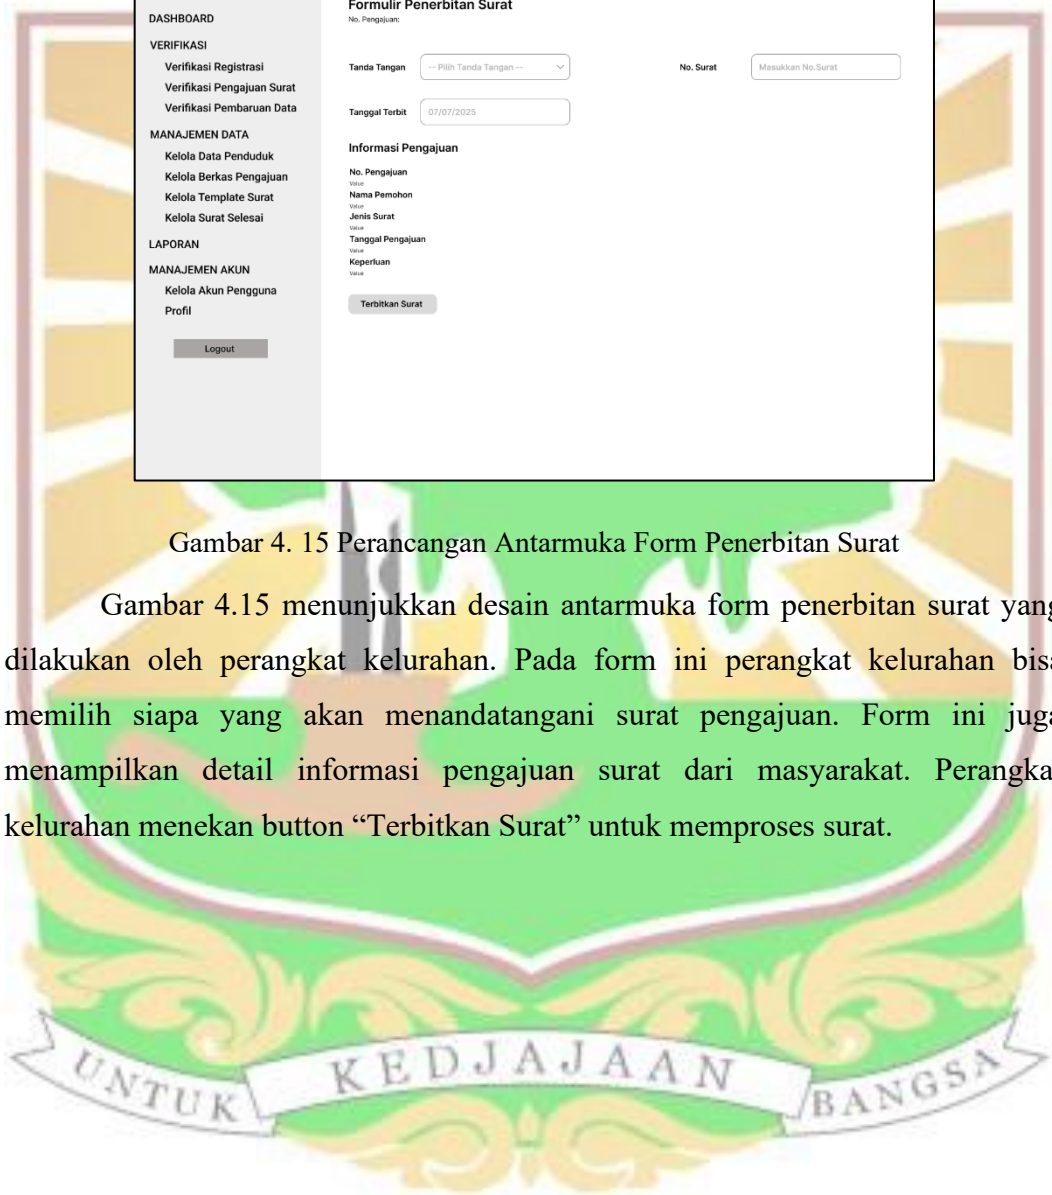 Formulir Penerbitan Surat
No. Pengajuan:
DASHBOARD
VERIFIKASI
Verifikasi Registrasi
Verifikasi Pengajuan Surat
Verifikasi Pembaruan Data
MANAJEMEN DATA
Kelola Data Penduduk
Kelola Berkas Pengajuan
Kelola Template Surat
Kelola Surat Selesai
LAPORAN
MANAJEMEN AKUN
Kelola Akun Pengguna
Profil
Logout
Tanda Tangan -- Pilih Tanda Tangan -- No. Surat Masukkan No.Surat
Tanggal Terbit 07/07/2025
Informasi Pengajuan
No. Pengajuan
Value
Nama Pemohon
Value
Jenis Surat
Value
Tanggal Pengajuan
Value
Keperluan
Value
Terbitkan Surat
Gambar 4. 15 Perancangan Antarmuka Form Penerbitan Surat
Gambar 4.15 menunjukkan desain antarmuka form penerbitan surat yang
dilakukan oleh perangkat kelurahan. Pada form ini perangkat kelurahan bisa
memilih siapa yang akan menandatangani surat pengajuan. Form ini juga
menampilkan detail informasi pengajuan surat dari masyarakat. Perangkat
kelurahan menekan button “Terbitkan Surat” untuk memproses surat.
UNTUK KEDJAJAAN BANGSA